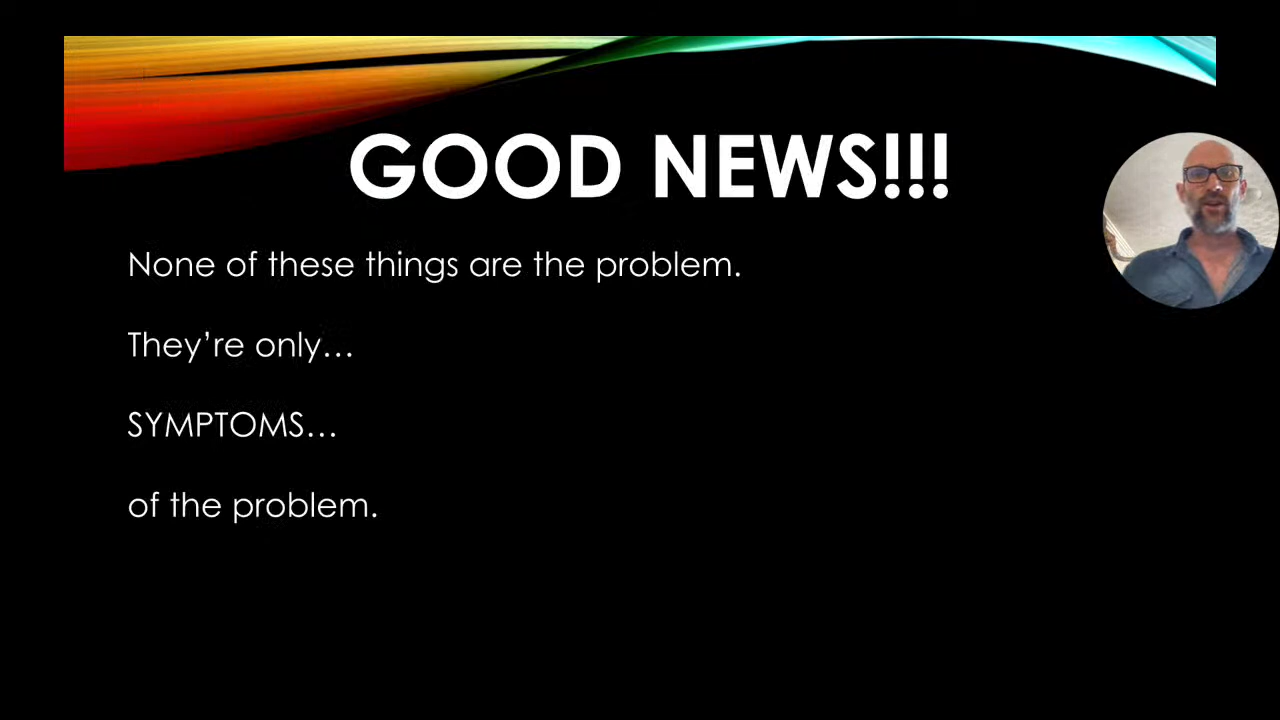 GOOD NEWS!!!
None of these things are the problem.
They’re only…
SYMPTOMS…
of the problem.